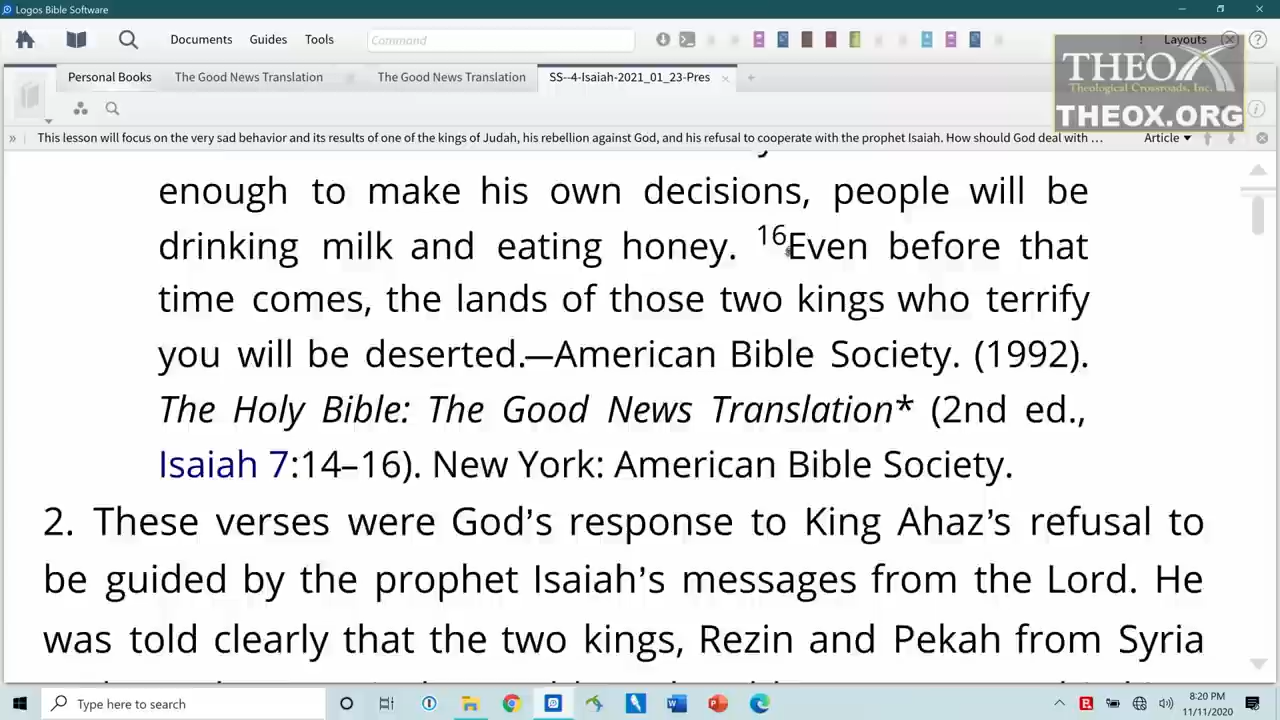 Logos Bible Software
Documents Guides Tools Command Layouts
THEOX
Theological Crossroads, Inc.
THEOX.ORG
Personal Books The Good News Translation The Good News Translation SS--4-Isaiah-2021_01_23-Pres
This lesson will focus on the very sad behavior and its results of one of the kings of Judah, his rebellion against God, and his refusal to cooperate with the prophet Isaiah. How should God deal with … Article
enough to make his own decisions, people will be
drinking milk and eating honey. 16Even before that
time comes, the lands of those two kings who terrify
you will be deserted.—American Bible Society. (1992).
The Holy Bible: The Good News Translation* (2nd ed.,
Isaiah 7:14–16). New York: American Bible Society.
2. These verses were God’s response to King Ahaz’s refusal to
be guided by the prophet Isaiah’s messages from the Lord. He
was told clearly that the two kings, Rezin and Pekah from Syria
Type here to search
8:20 PM
11/11/2020